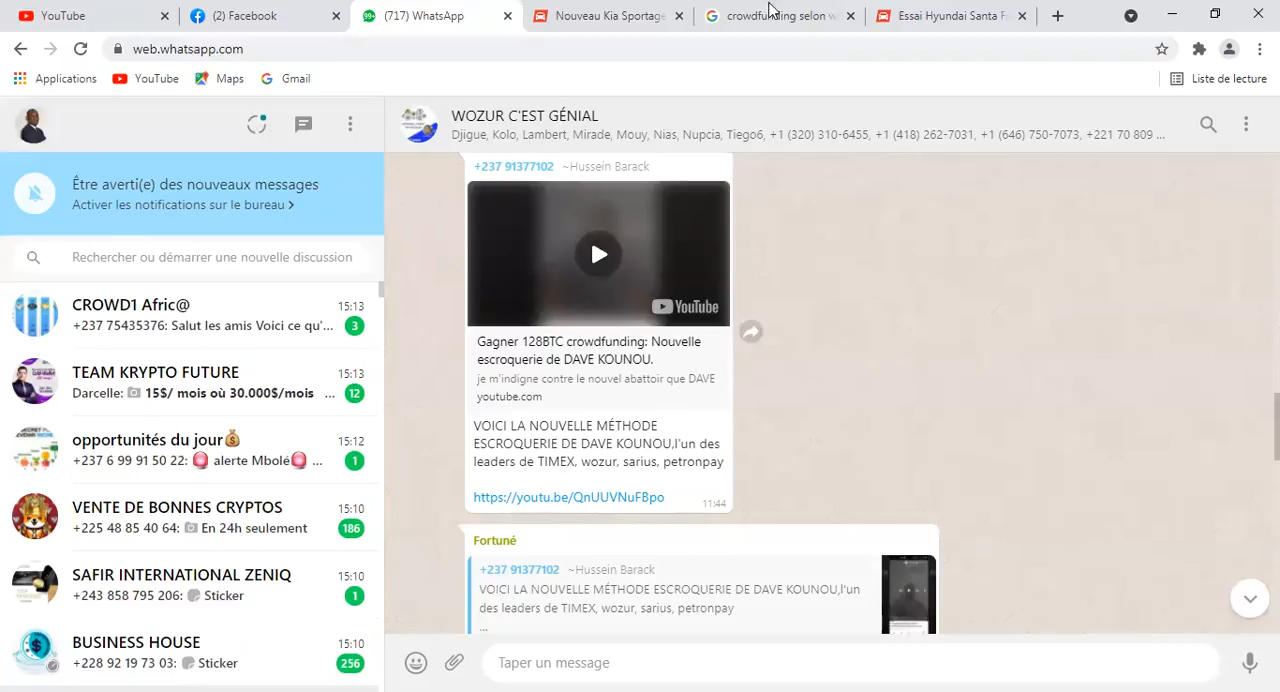 YouTube
(2) Facebook
(717) WhatsApp
Nouveau Kia Sportage
crowdfunding selon
Essai Hyundai Santa
web.whatsapp.com
Applications
YouTube
Maps
Gmail
Liste de lecture
WOZUR C'EST GÉNIAL
Djigue, Kolo, Lambert, Mirade, Mouy, Nias, Nupcia, Tiego6, +1 (320) 310-6455, +1 (418) 262-7031, +1 (646) 750-7073, +221 70 809 ...
Être averti(e) des nouveaux messages
Activer les notifications sur le bureau >
Rechercher ou démarrer une nouvelle discussion
CROWD1 Afric@ 15:13
+237 75435376: Salut les amis Voici ce qu'... 3
TEAM KRYPTO FUTURE 15:13
Darcelle: 15$/ mois où 30.000$/mois ... 12
opportunités du jour💰 15:12
+237 6 99 91 50 22: 🚨 alerte Mbolé🚨 ... 1
VENTE DE BONNES CRYPTOS 15:10
+225 48 85 40 64: En 24h seulement 186
SAFIR INTERNATIONAL ZENIQ 15:10
+243 858 795 206: Sticker 1
BUSINESS HOUSE 15:10
+228 92 19 73 03: Sticker 256
+237 91377102 ~Hussein Barack
YouTube
Gagner 128BTC crowdfunding: Nouvelle
escroquerie de DAVE KOUNOU.
je m'indigne contre le nouvel abattoir que DAVE
youtube.com
VOICI LA NOUVELLE MÉTHODE
ESCROQUERIE DE DAVE KOUNOU,l'un des
leaders de TIMEX, wozur, sarius, petronpay
https://youtu.be/QnUUVNuFBpo
11:44
Fortuné
+237 91377102 ~Hussein Barack
VOICI LA NOUVELLE MÉTHODE ESCROQUERIE DE DAVE KOUNOU,l'un
des leaders de TIMEX, wozur, sarius, petronpay
...
Taper un message